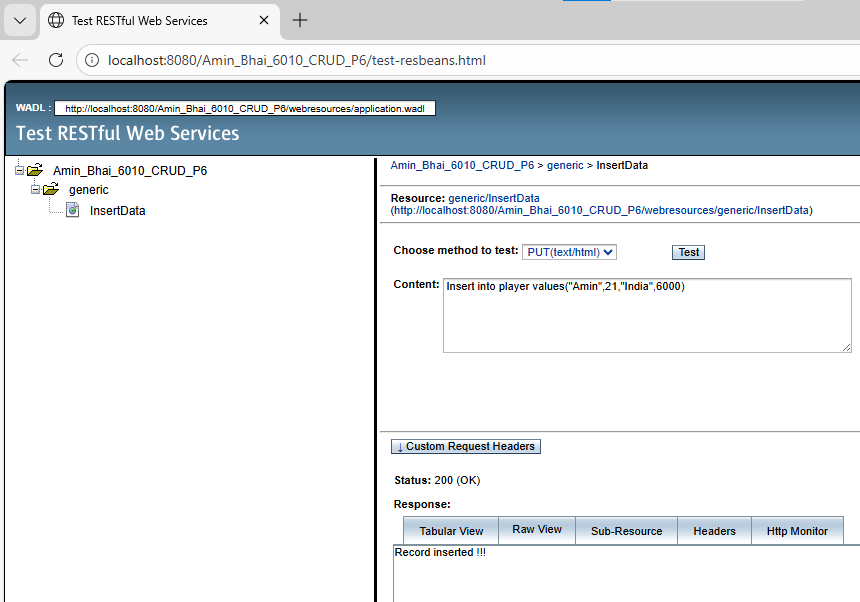 Test RESTful Web Services
localhost:8080/Amin_Bhai_6010_CRUD_P6/test-resbeans.html
WADL : http://localhost:8080/Amin_Bhai_6010_CRUD_P6/webresources/application.wadl
Test RESTful Web Services
Amin_Bhai_6010_CRUD_P6
generic
InsertData
Amin_Bhai_6010_CRUD_P6 > generic > InsertData
Resource: generic/InsertData
(http://localhost:8080/Amin_Bhai_6010_CRUD_P6/webresources/generic/InsertData)
Choose method to test: PUT(text/html) Test
Content: Insert into player values("Amin",21,"India",6000)
↓ Custom Request Headers
Status: 200 (OK)
Response:
Tabular View Raw View Sub-Resource Headers Http Monitor
Record inserted !!!